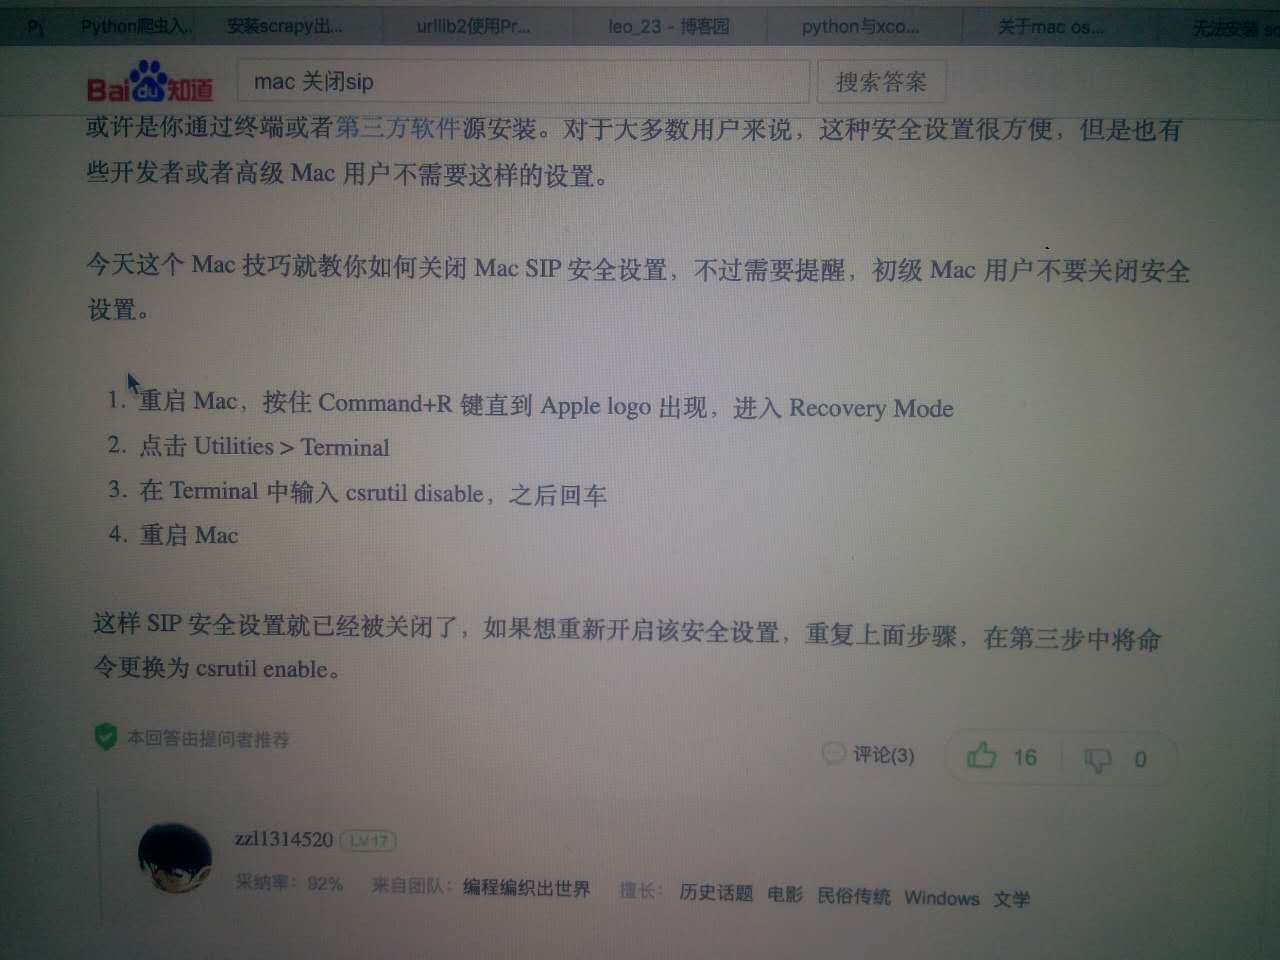 Python爬虫入... 安装scrapy出... urllib2使用Pr... leo_23 - 博客园 python与xco... 关于mac os... 无法安装
Baidu知道 mac 关闭sip 搜索答案
或许是你通过终端或者第三方软件源安装。对于大多数用户来说，这种安全设置很方便，但是也有
些开发者或者高级 Mac 用户不需要这样的设置。
今天这个 Mac 技巧就教你如何关闭 Mac SIP 安全设置，不过需要提醒，初级 Mac 用户不要关闭安全
设置。
1. 重启 Mac，按住 Command+R 键直到 Apple logo 出现，进入 Recovery Mode
2. 点击 Utilities > Terminal
3. 在 Terminal 中输入 csrutil disable，之后回车
4. 重启 Mac
这样 SIP 安全设置就已经被关闭了，如果想重新开启该安全设置，重复上面步骤，在第三步中将命
令更换为 csrutil enable。
本回答由提问者推荐
评论(3) 16 0
zzl1314520 LV17
采纳率：92% 来自团队：编程编织出世界 擅长：历史话题 电影 民俗传统 Windows 文学